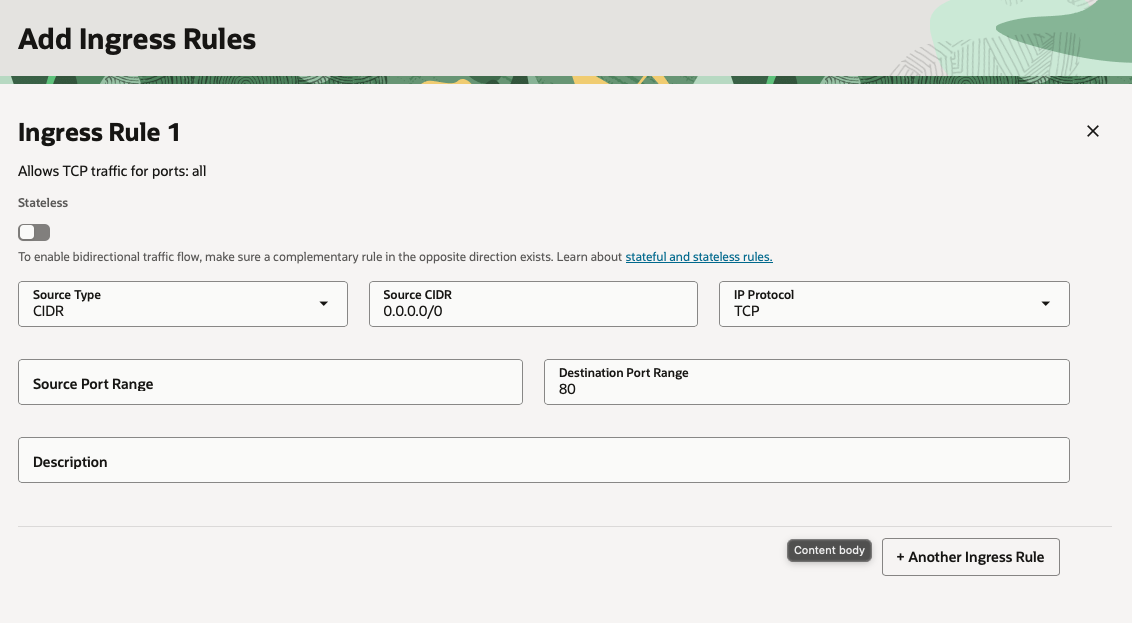 Add Ingress Rules
Ingress Rule 1
Allows TCP traffic for ports: all
Stateless
To enable bidirectional traffic flow, make sure a complementary rule in the opposite direction exists. Learn about stateful and stateless rules.
Source Type
CIDR
Source CIDR
0.0.0.0/0
IP Protocol
TCP
Source Port Range
Destination Port Range
80
Description
Content body
+ Another Ingress Rule